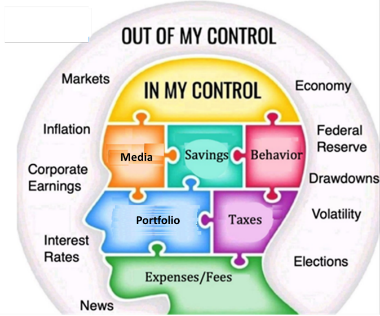 OUT OF MY CONTROL
IN MY CONTROL
Markets
Economy
Inflation
Federal
Reserve
Media
Savings
Behavior
Corporate
Earnings
Drawdowns
Portfolio
Taxes
Volatility
Interest
Rates
Elections
Expenses/Fees
News